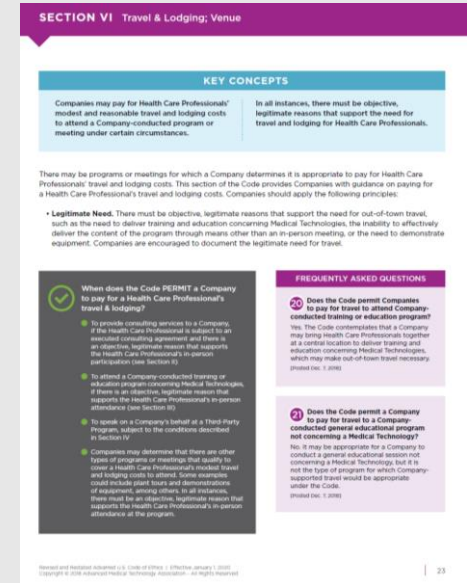 SECTION VI Travel & Lodging; Venue
KEY CONCEPTS
Companies may pay for Health Care Professionals'
modest and reasonable travel and lodging costs
to attend a Company-conducted program or
meeting under certain circumstances.
In all instances, there must be objective,
legitimate reasons that support the need for
travel and lodging for Health Care Professionals.
There may be programs or meetings for which a Company determines it is appropriate to pay for Health Care
Professionals' travel and lodging costs. This section of the Code provides Companies with guidance on paying for
a Health Care Professional's travel and lodging costs. Companies should apply the following principles:
• Legitimate Need. There must be objective, legitimate reasons that support the need for out-of-town travel,
such as the need to deliver training and education concerning Medical Technologies, the inability to effectively
deliver the content of the program through means other than an in-person meeting, or the need to demonstrate
equipment. Companies are encouraged to document the legitimate need for travel.
When does the Code PERMIT a Company
to pay for a Health Care Professional's
travel & lodging?
To provide consulting services to a Company,
if the Health Care Professional is subject to an
executed consulting agreement and there is
an objective, legitimate reason that supports
the Health Care Professional's in-person
participation (see Section II)
To attend a Company-conducted training or
education program concerning Medical Technologies,
if there is an objective, legitimate reason that
supports the Health Care Professional's in-person
attendance (see Section III)
To speak on a Company's behalf at a Third-Party
Program, subject to the conditions described
in Section IV
Companies may determine that there are other
types of programs or meetings that qualify to
cover a Health Care Professional's modest travel
and lodging costs to attend. Some examples
could include plant tours and demonstrations
of equipment, among others. In all instances,
there must be an objective, legitimate reason that
supports the Health Care Professional's in-person
attendance at the program.
FREQUENTLY ASKED QUESTIONS
20 Does the Code permit Companies
to pay for travel to attend Company-
conducted training or education program?
Yes. The Code contemplates that a Company
may bring Health Care Professionals together
at a central location to deliver training and
education concerning Medical Technologies,
which may make out-of-town travel necessary.
(Posted Dec. 7, 2018)
21 Does the Code permit a Company
to pay for travel to a Company-
conducted general educational program
not concerning a Medical Technology?
No. It may be appropriate for a Company to
conduct a general educational session not
concerning a Medical Technology, but it is
not the type of program for which Company-
supported travel would be appropriate
under the Code.
(Posted Dec. 7, 2018)
Revised and Restated AdvaMed U.S. Code of Ethics | Effective January 1, 2020
Copyright © 2018 Advanced Medical Technology Association – All Rights Reserved
23